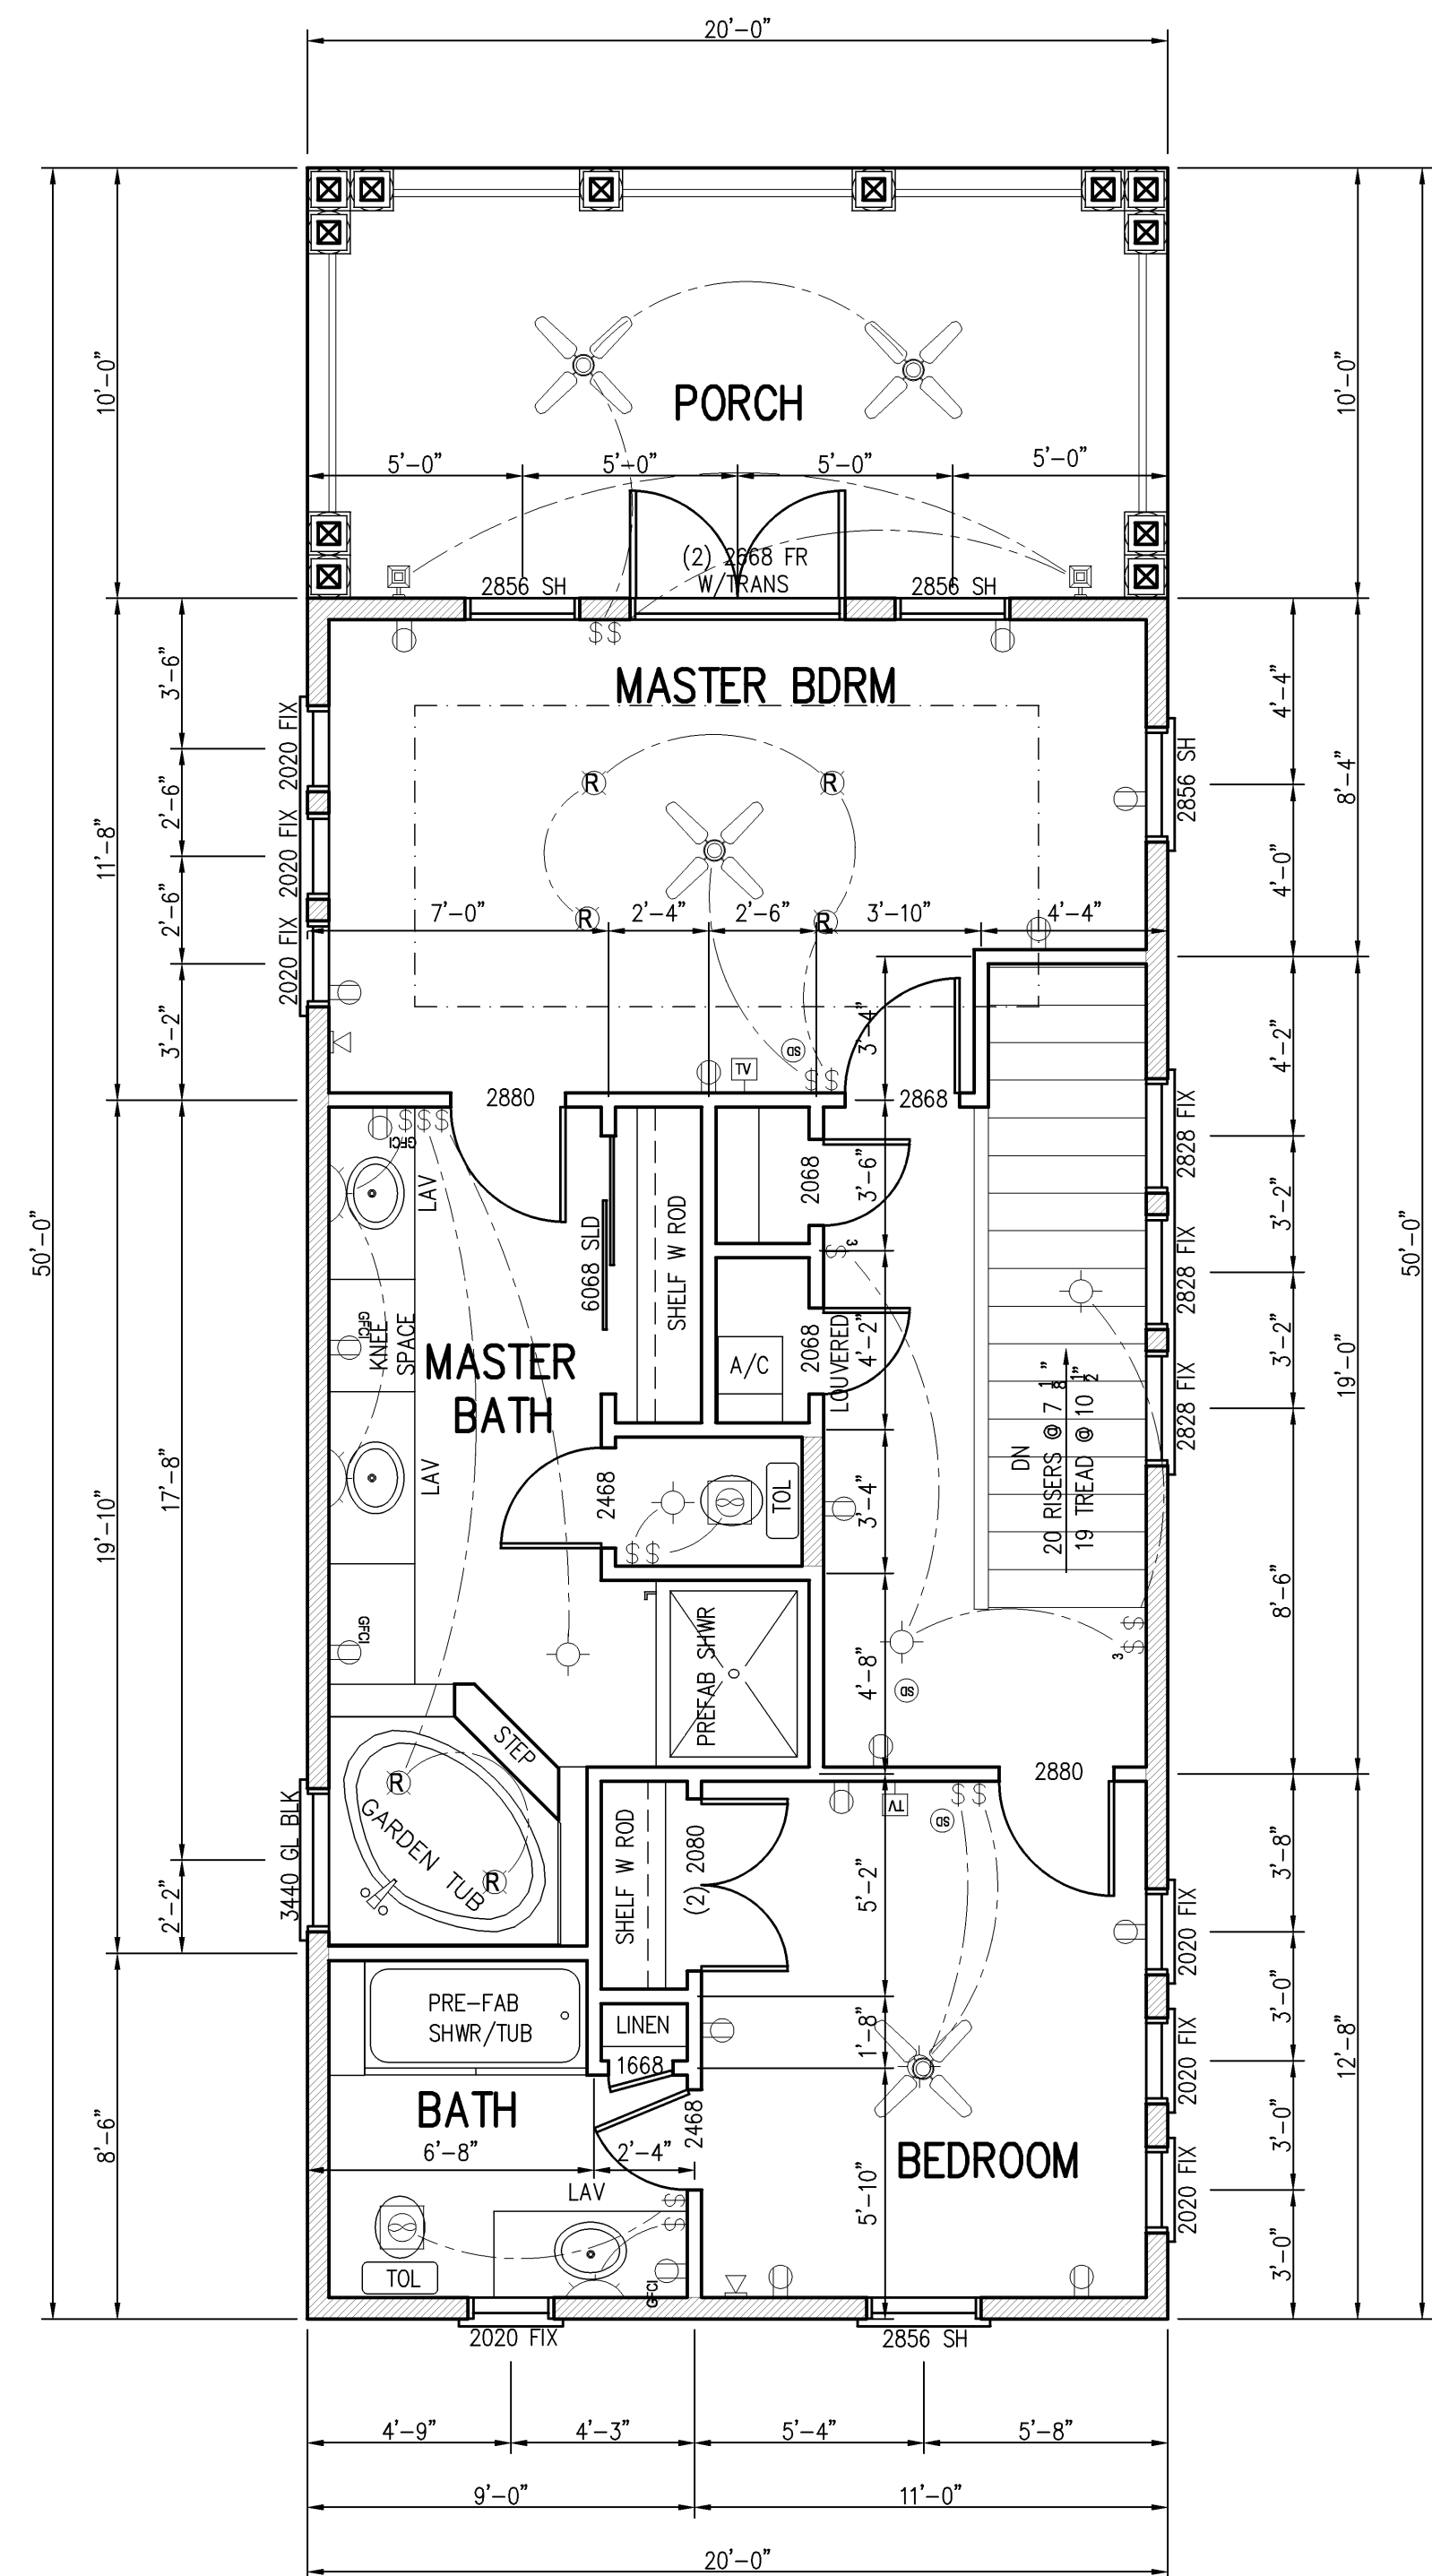 20'-0"
10'-0"
10'-0"
PORCH
5'-0"
5'-0"
5'-0"
5'-0"
(2) 2668 FR
W/TRANS
2856 SH
2856 SH
$$
MASTER BDRM
3'-6"
2'-6"
2'-6"
3'-2"
11'-8"
2020 FIX
2020 FIX
2020 FIX
R
R
R
R
4'-4"
4'-0"
8'-4"
2856 SH
7'-0"
2'-4"
2'-6"
3'-10"
4'-4"
3'-4"
SD
TV
$$
2880
2868
50'-0"
50'-0"
$$$
GFCI
LAV
6068 SLD
SHELF W ROD
2068
3'-6"
$3
4'-2"
3'-2"
3'-2"
2828 FIX
2828 FIX
2828 FIX
GFCI
KNEE
SPACE
MASTER
BATH
A/C
2068
LOUVERED
4'-2"
19'-0"
17'-8"
19'-10"
LAV
2468
TOL
$$
3'-4"
DN
20 RISERS @ 7 1/8"
19 TREAD @ 10 1/2"
8'-6"
GFCI
PREFAB SHWR
4'-8"
SD
$$
3
STEP
R
GARDEN TUB
R
3440 GL BLK
2'-2"
2880
TV
$$
SD
SHELF W ROD
(2) 2080
5'-2"
3'-8"
3'-0"
3'-0"
3'-0"
12'-8"
2020 FIX
2020 FIX
2020 FIX
PRE-FAB
SHWR/TUB
LINEN
1668
1'-8"
BATH
2468
6'-8"
2'-4"
BEDROOM
5'-10"
8'-6"
LAV
$$
TOL
GFCI
2020 FIX
2856 SH
4'-9"
4'-3"
5'-4"
5'-8"
9'-0"
11'-0"
20'-0"